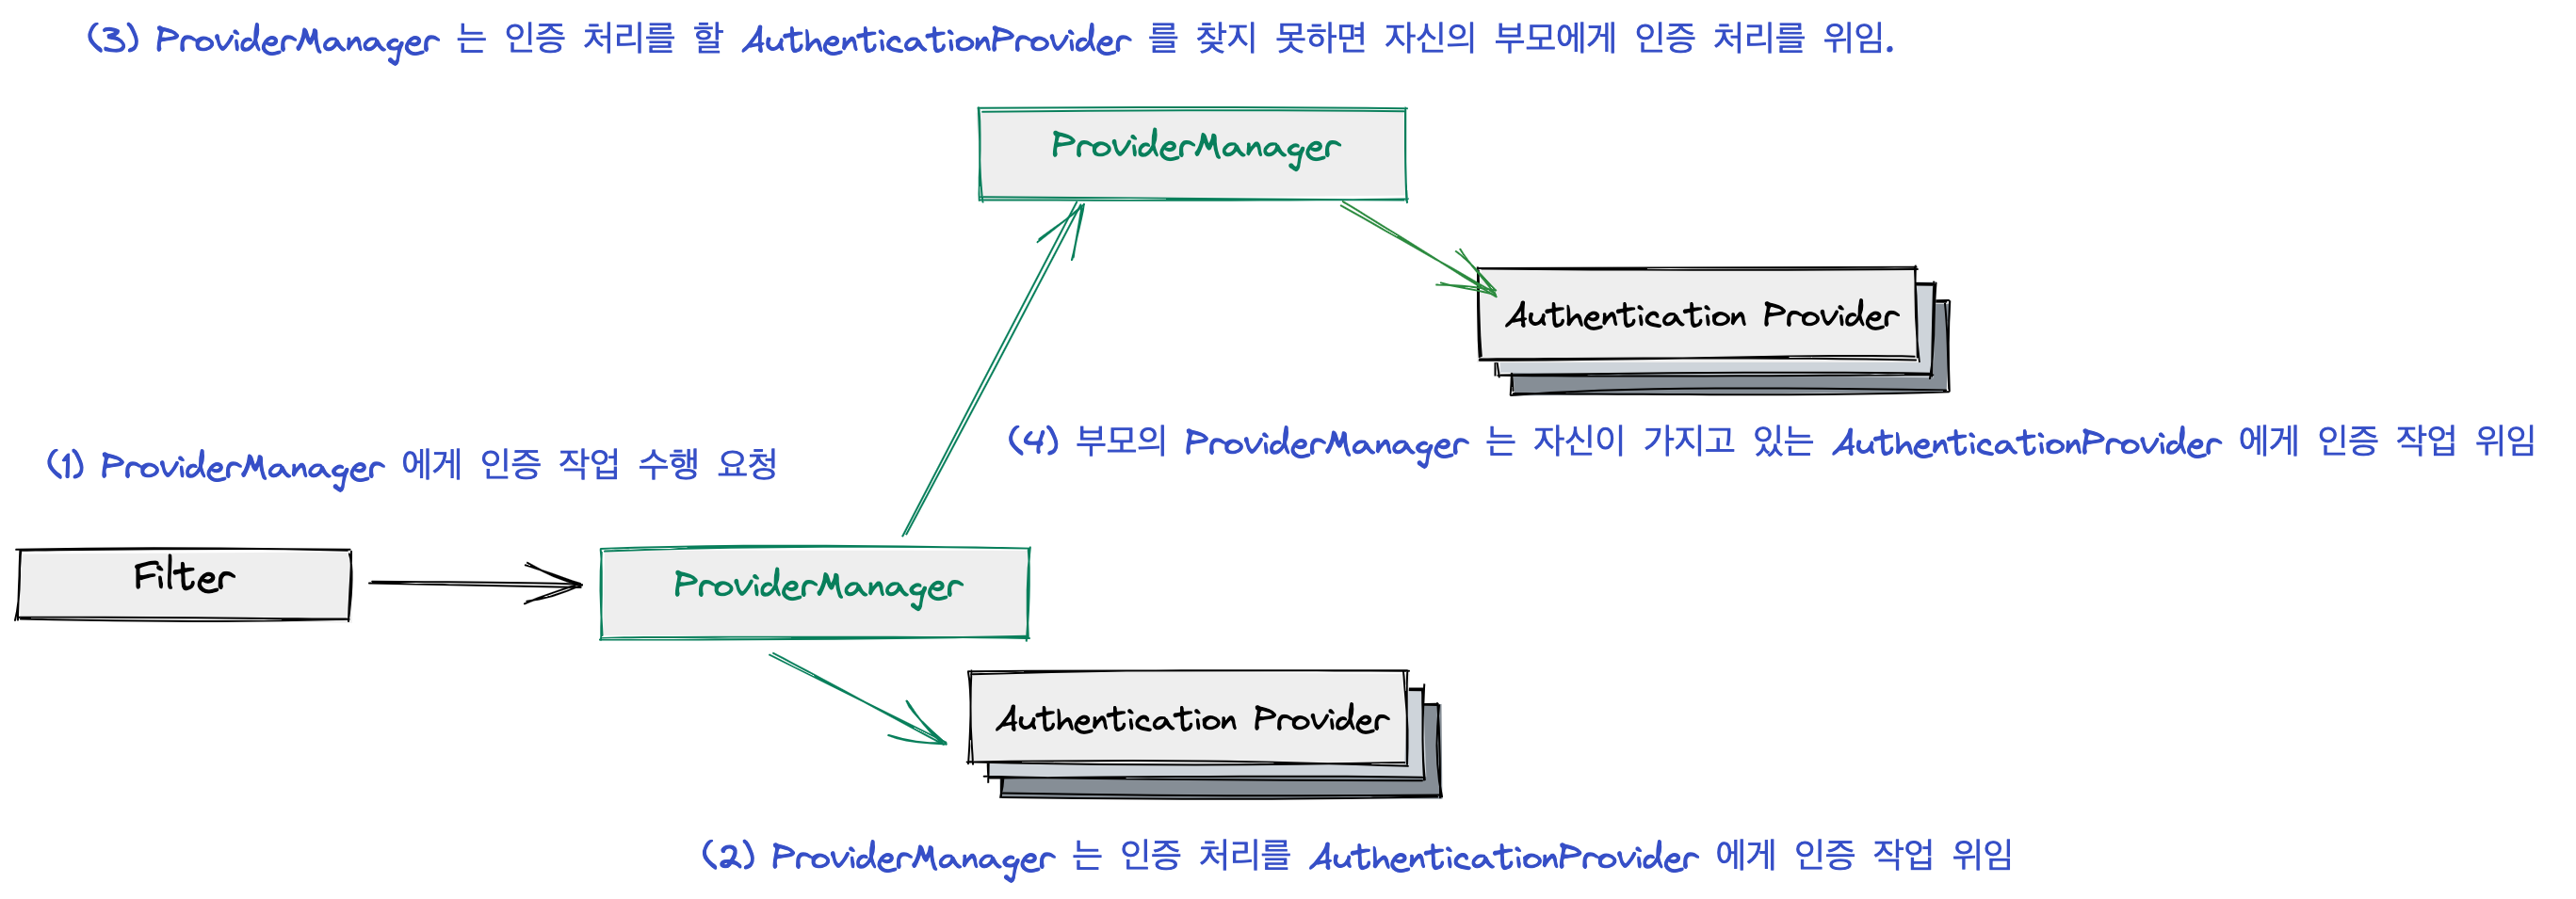 (3) ProviderManager 는 인증 처리를 할 AuthenticationProvider 를 찾지 못하면 자신의 부모에게 인증 처리를 위임.
ProviderManager
Authentication Provider
(4) 부모의 ProviderManager 는 자신이 가지고 있는 AuthenticationProvider 에게 인증 작업 위임
(1) ProviderManager 에게 인증 작업 수행 요청
Filter
ProviderManager
Authentication Provider
(2) ProviderManager 는 인증 처리를 AuthenticationProvider 에게 인증 작업 위임